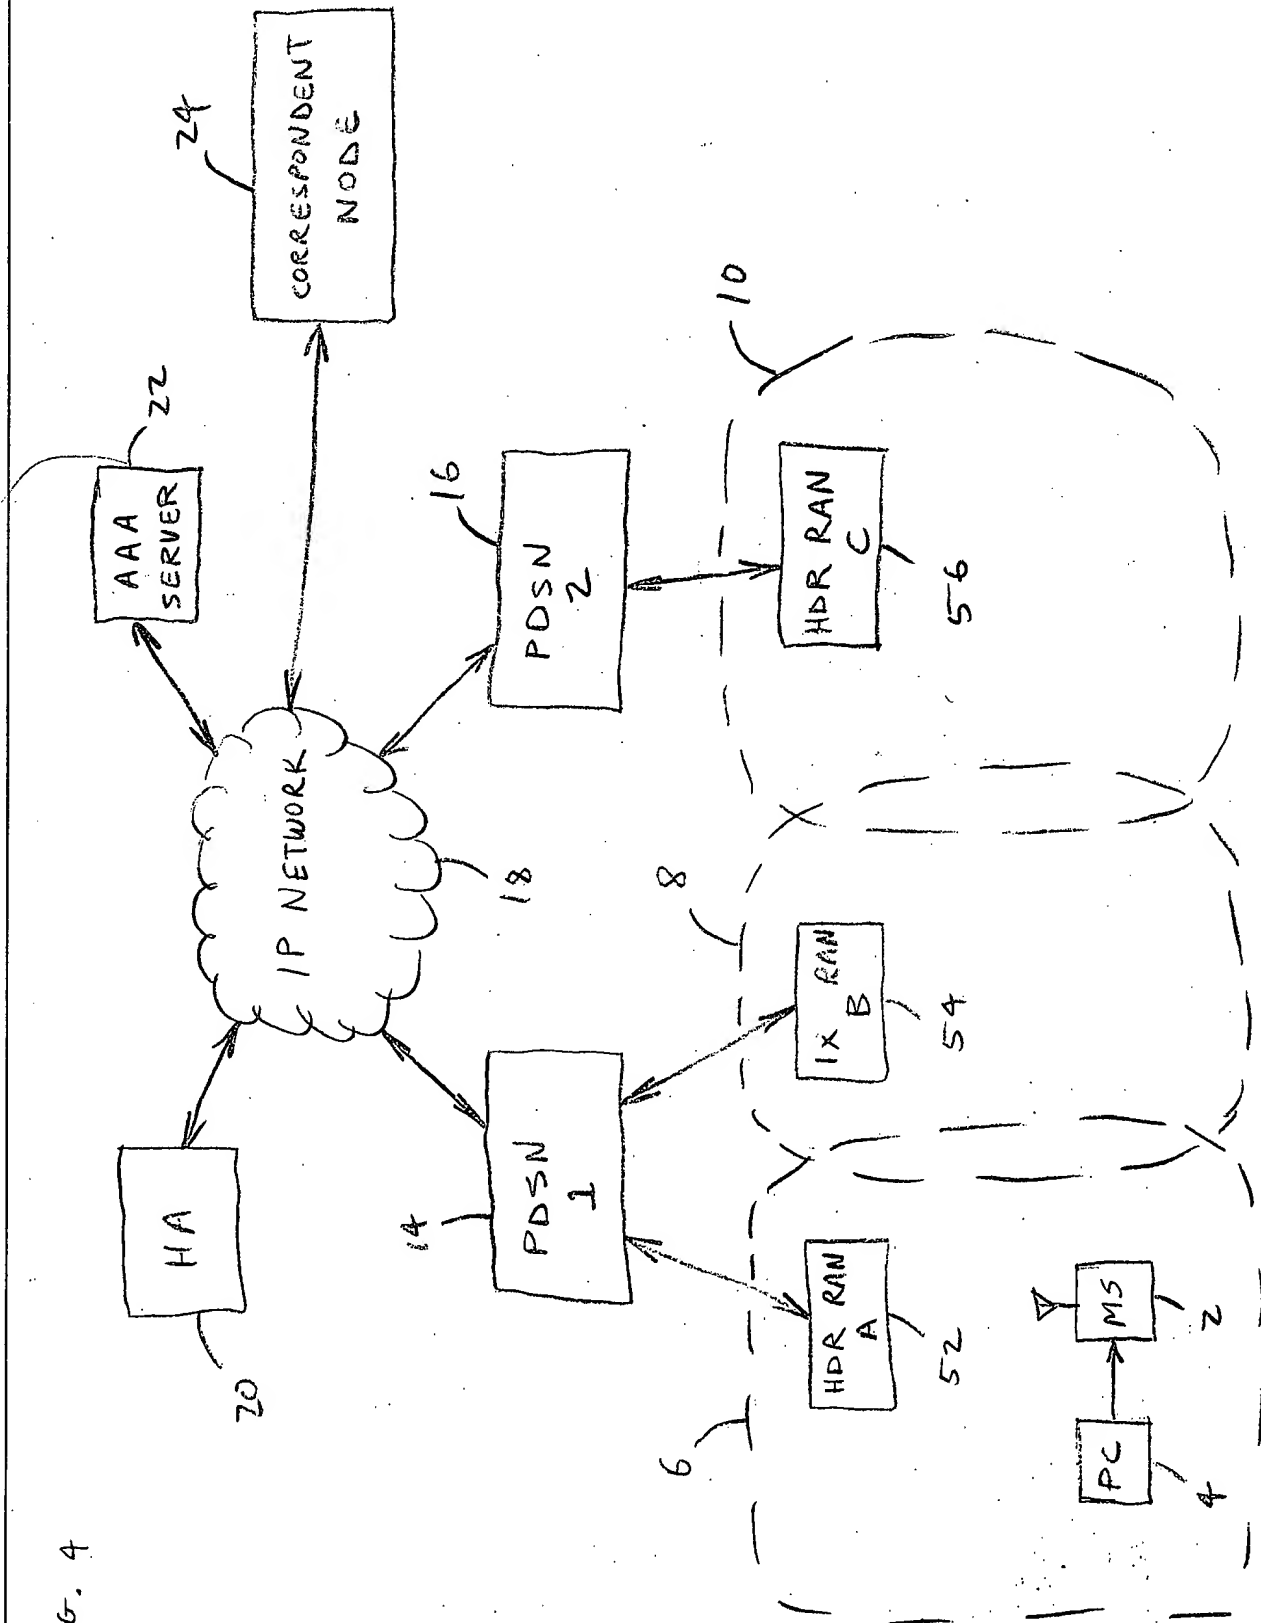 G. 4
AAA
SERVER
22
HA
20
24
IP NETWORK
CORRESPONDENT
NODE
18
14
PDSN
1
16
PDSN
2
6
8
10
HDR RAN
A
52
1X RAN
B
54
HDR RAN
C
56
PC
4
MS
2